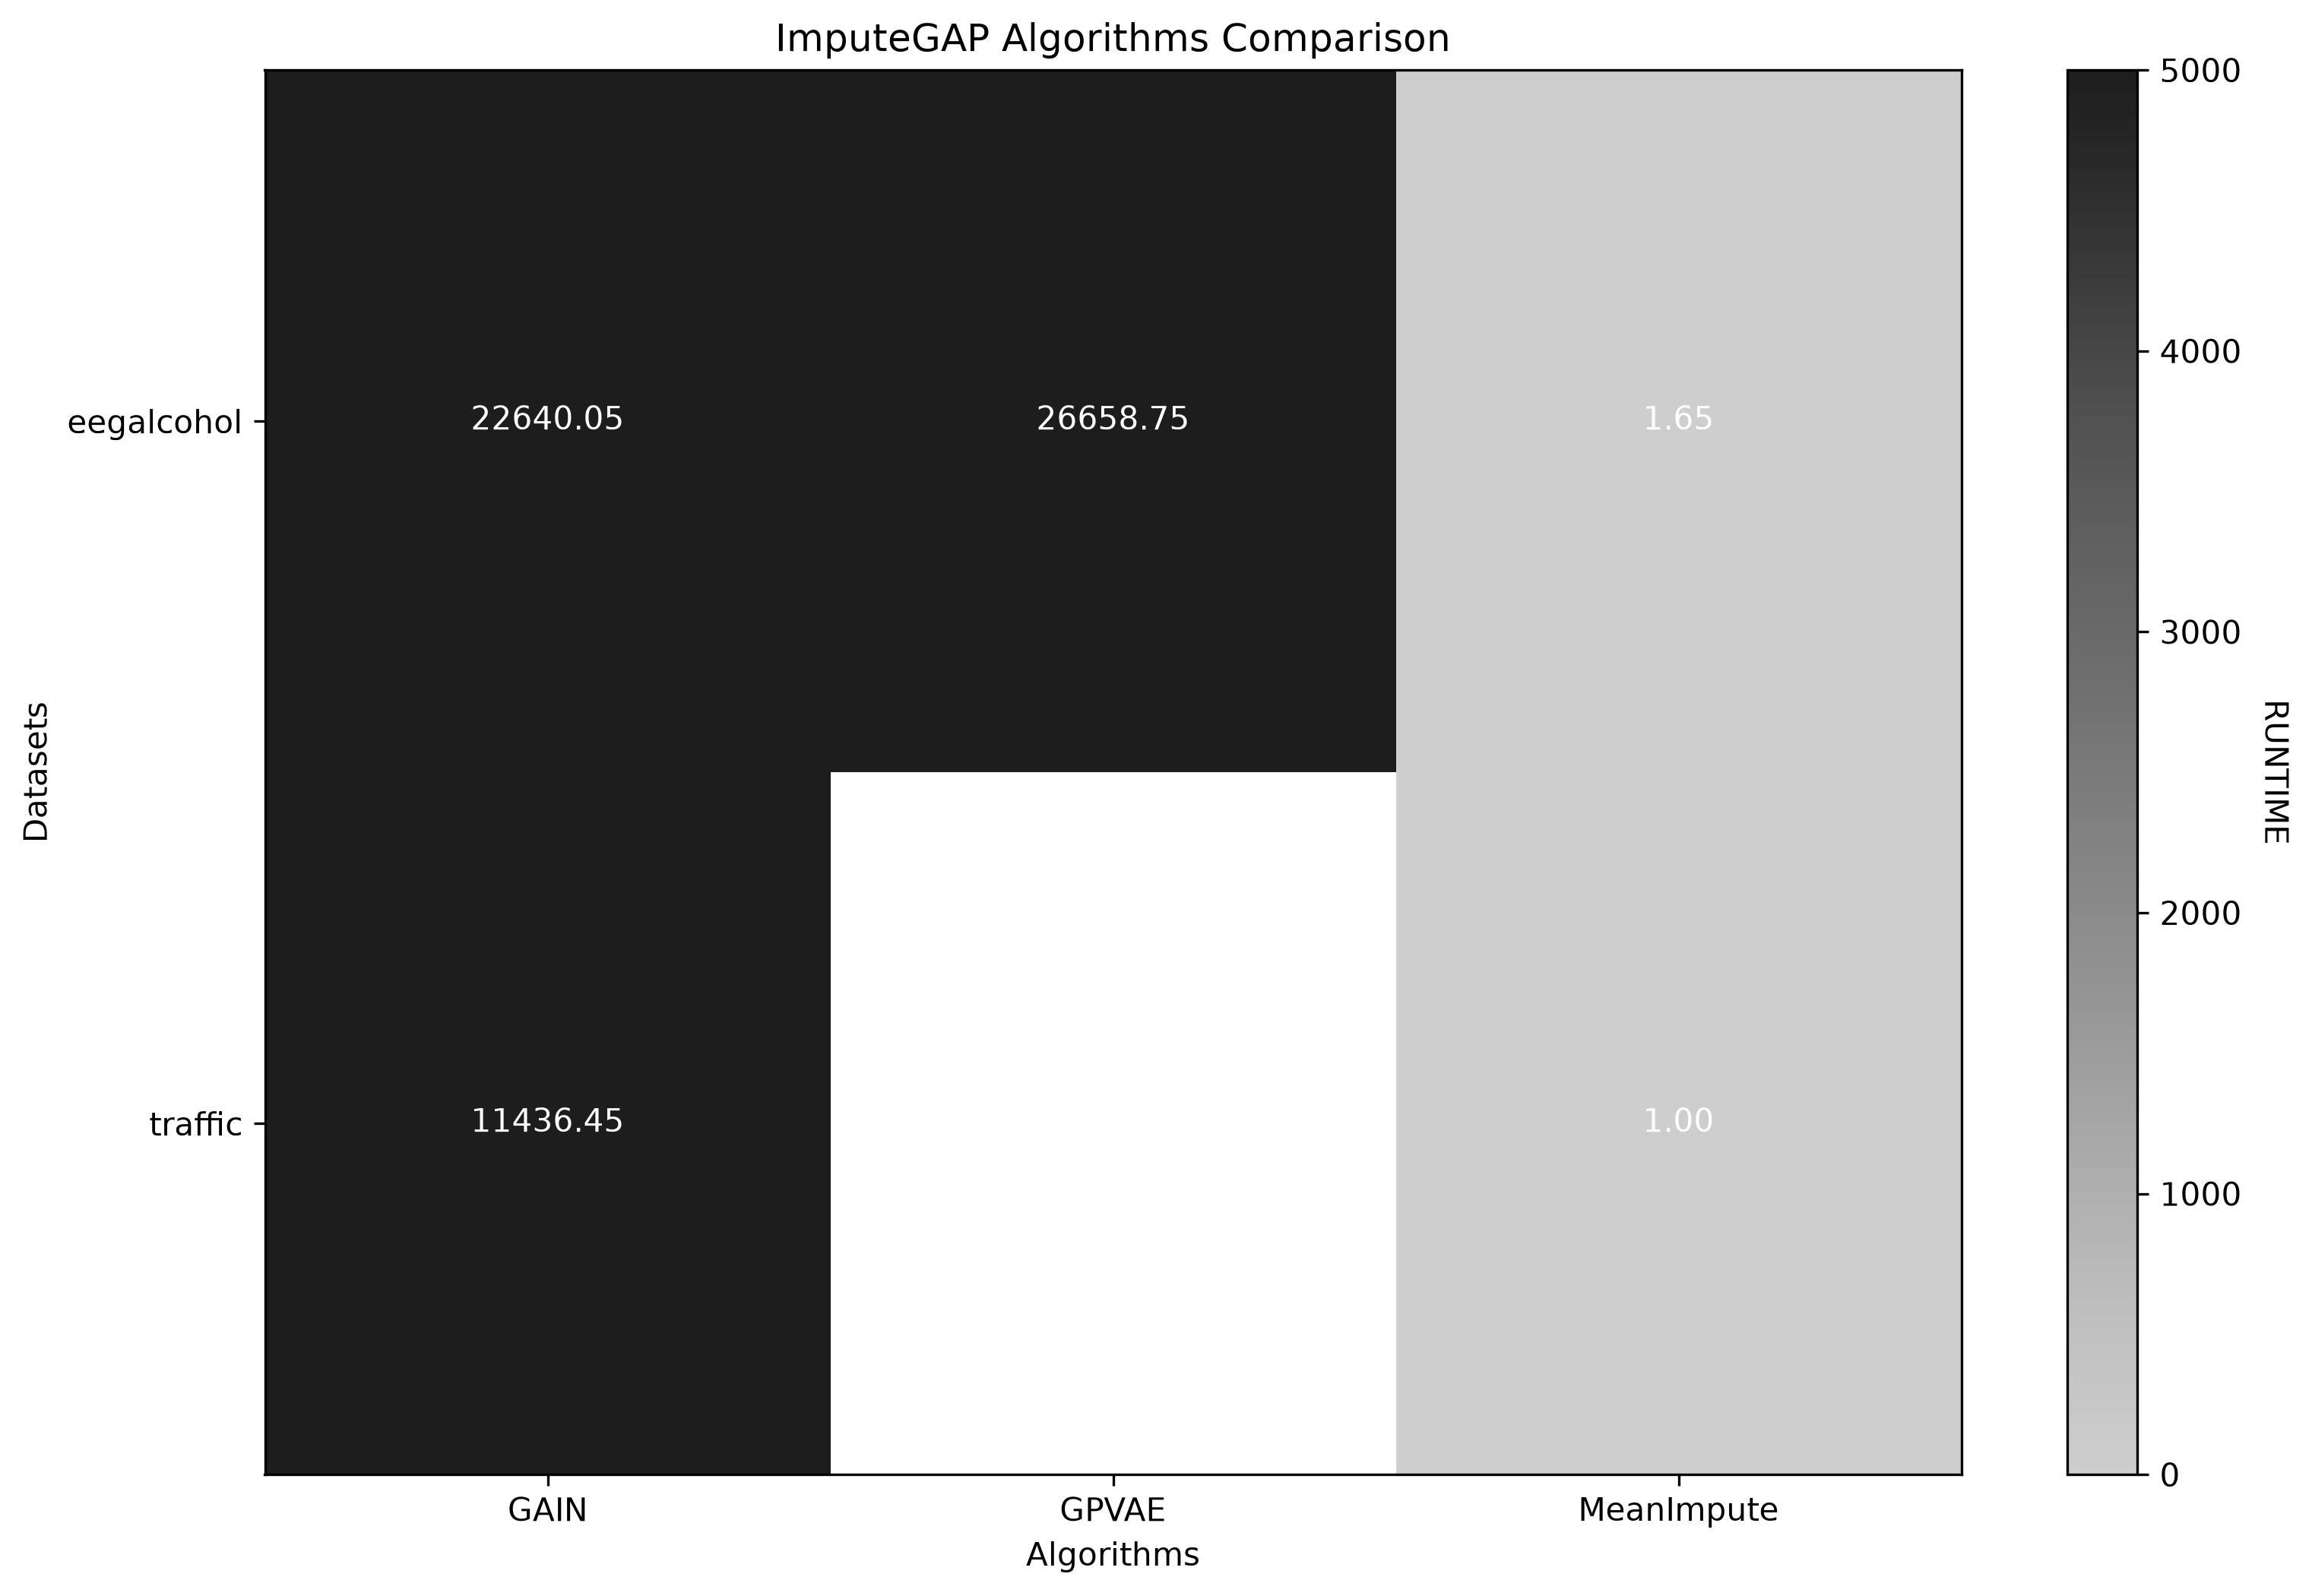 ImputeGAP Algorithms Comparison
Datasets
eegalcohol
22640.05
26658.75
1.65
traffic
11436.45
1.00
GAIN
GPVAE
MeanImpute
Algorithms
5000
4000
3000
2000
1000
0
RUNTIME